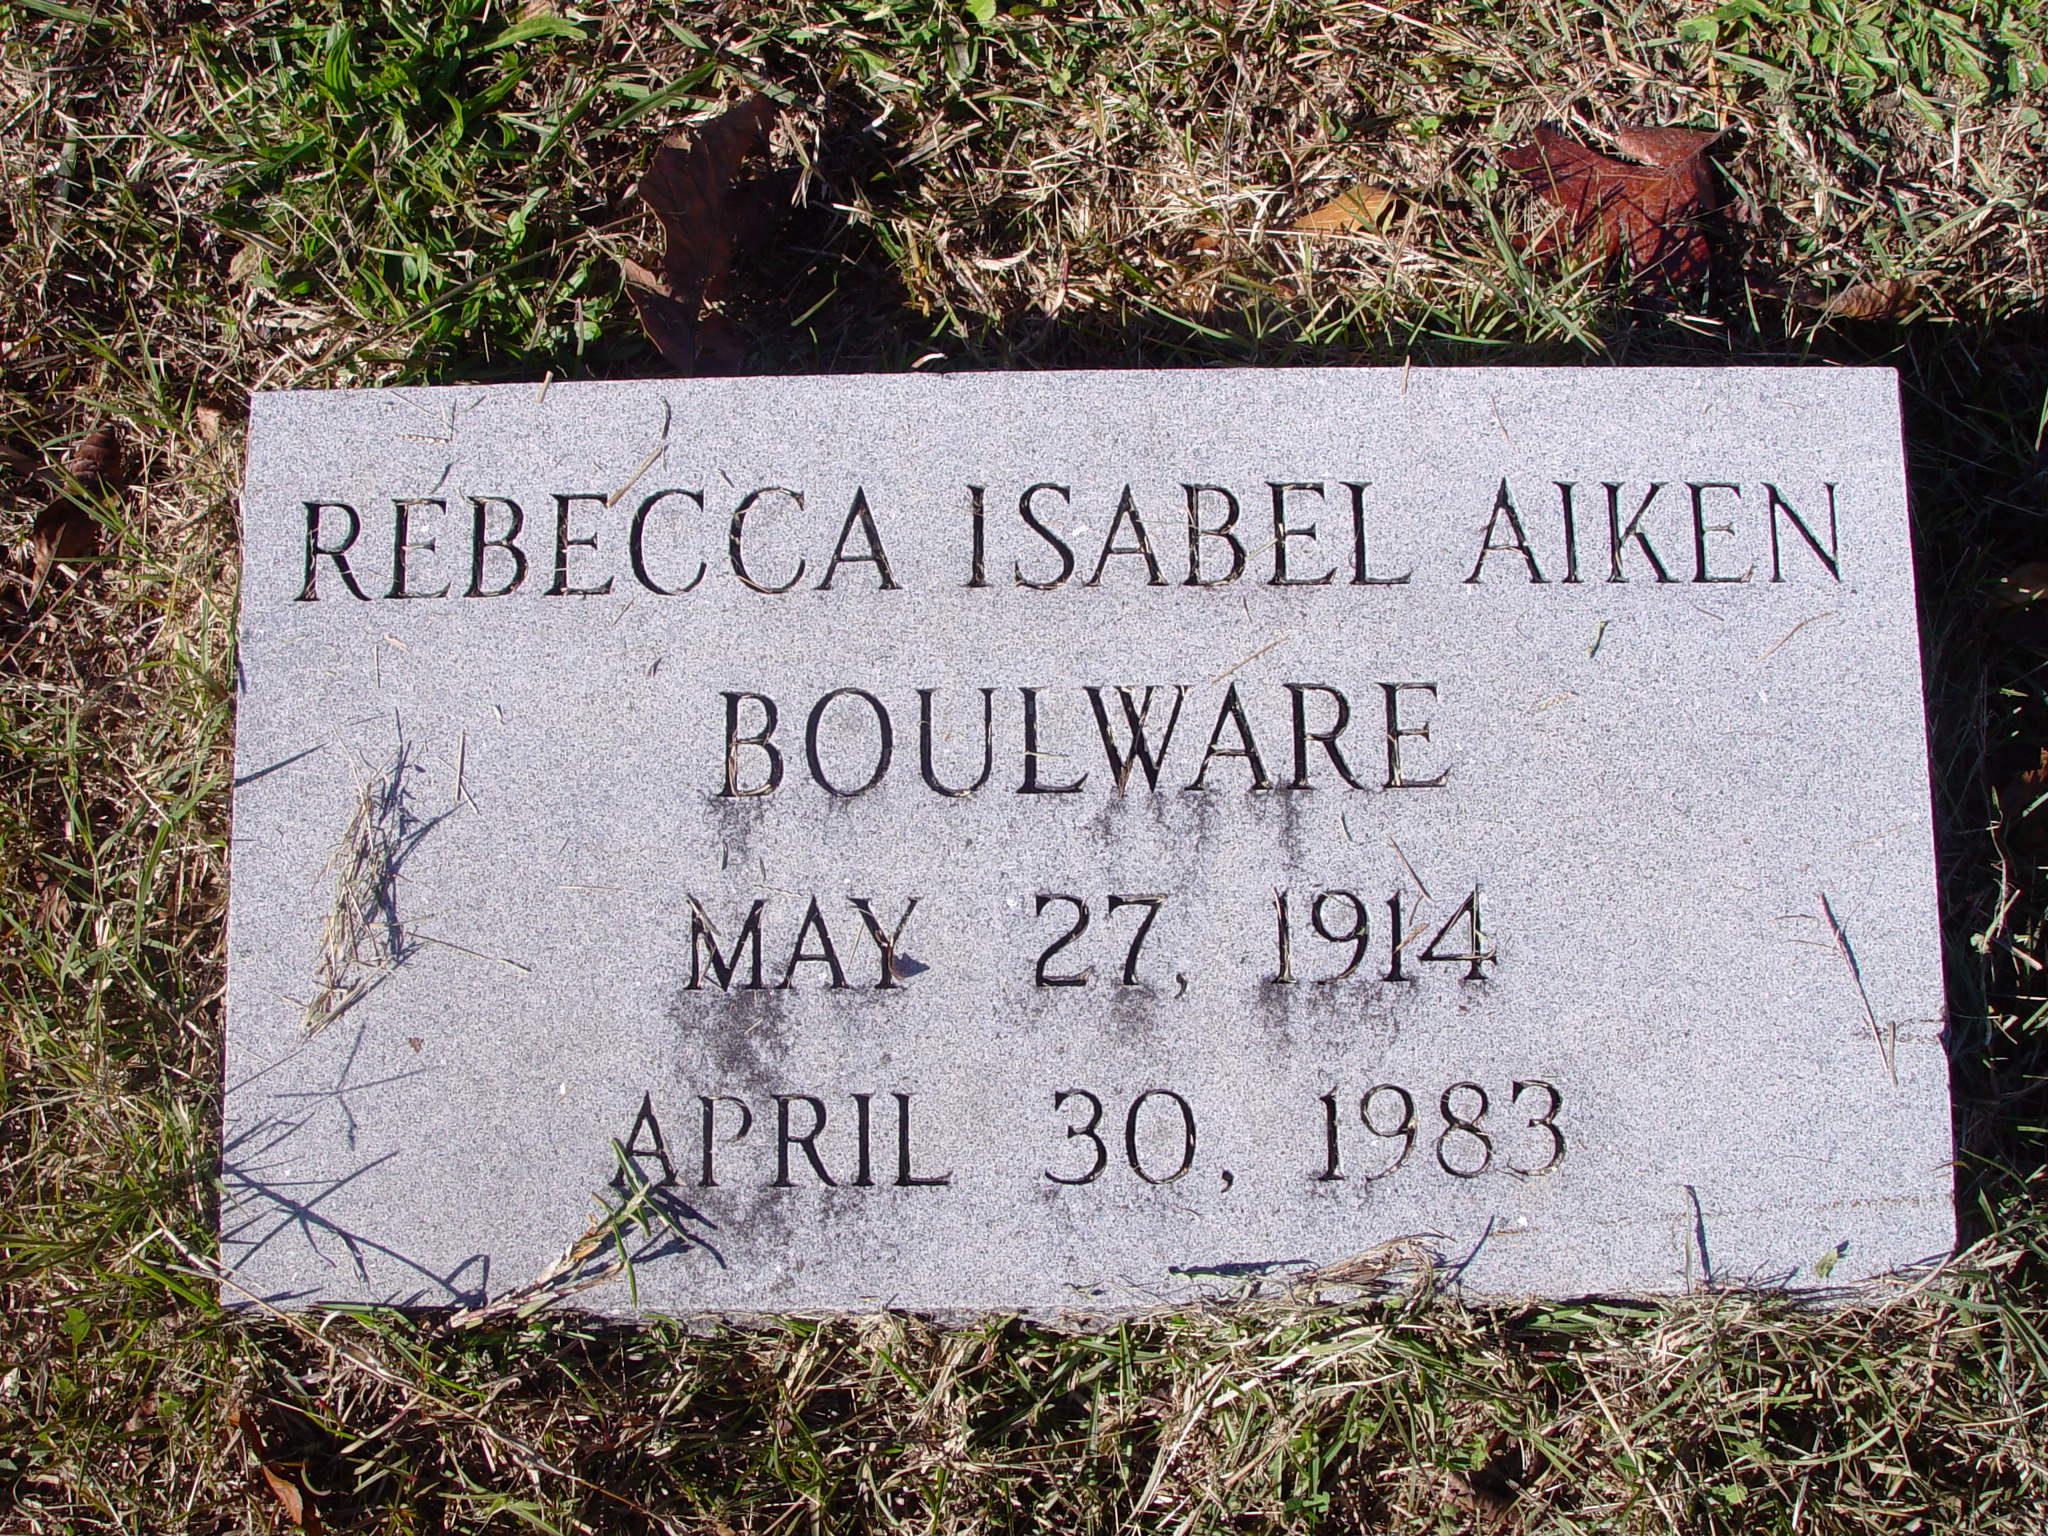 REBECCA ISABEL AIKEN
BOULWARE
MAY 27, 1914
APRIL 30, 1983